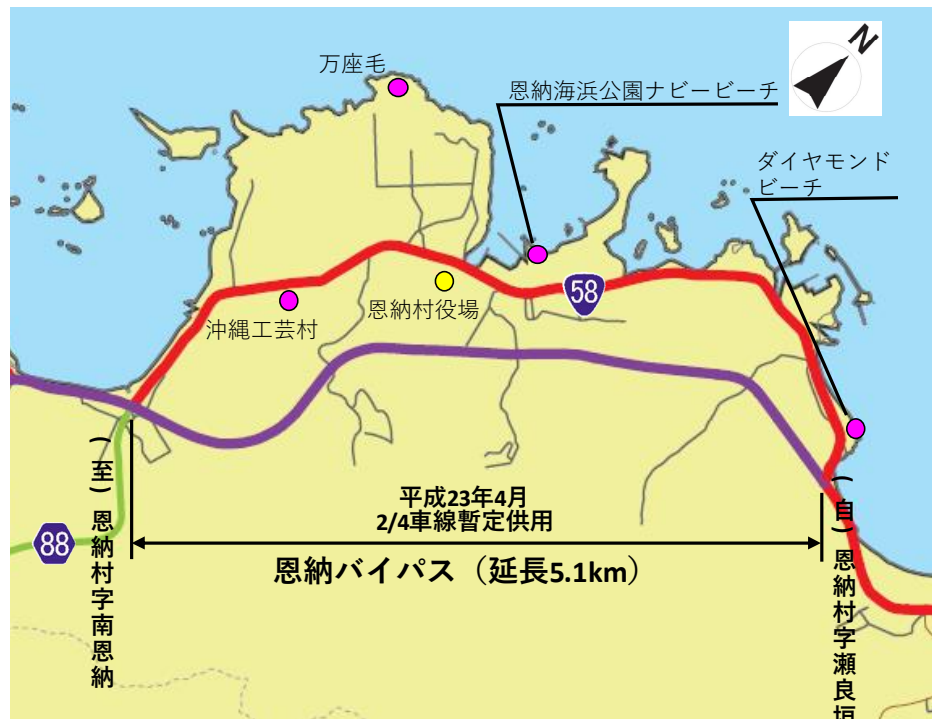 万座毛
恩納海浜公園ナビービーチ
N
ダイヤモンド
ビーチ
58
沖縄工芸村
恩納村役場
平成23年4月
2/4車線暫定供用
恩納バイパス（延長5.1km）
88
（至）恩納村字南恩納
（自）恩納村字瀬良垣